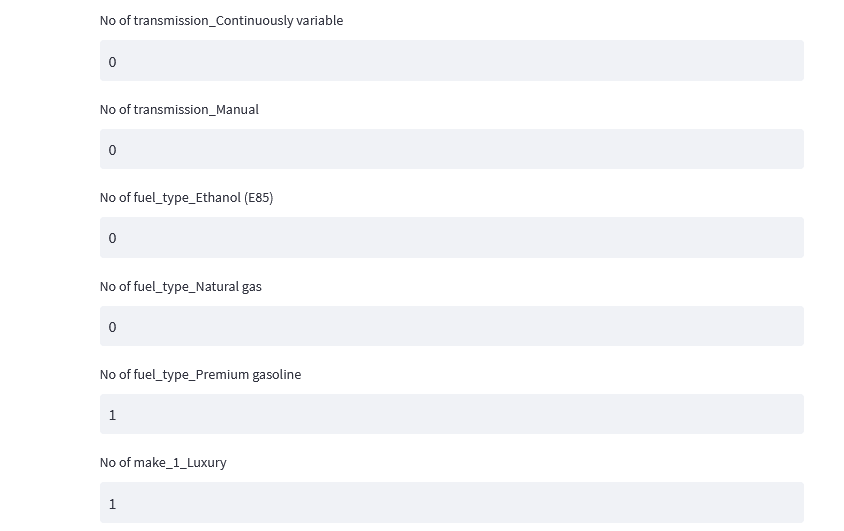 No of transmission_Continuously variable
0
No of transmission_Manual
0
No of fuel_type_Ethanol (E85)
0
No of fuel_type_Natural gas
0
No of fuel_type_Premium gasoline
1
No of make_1_Luxury
1